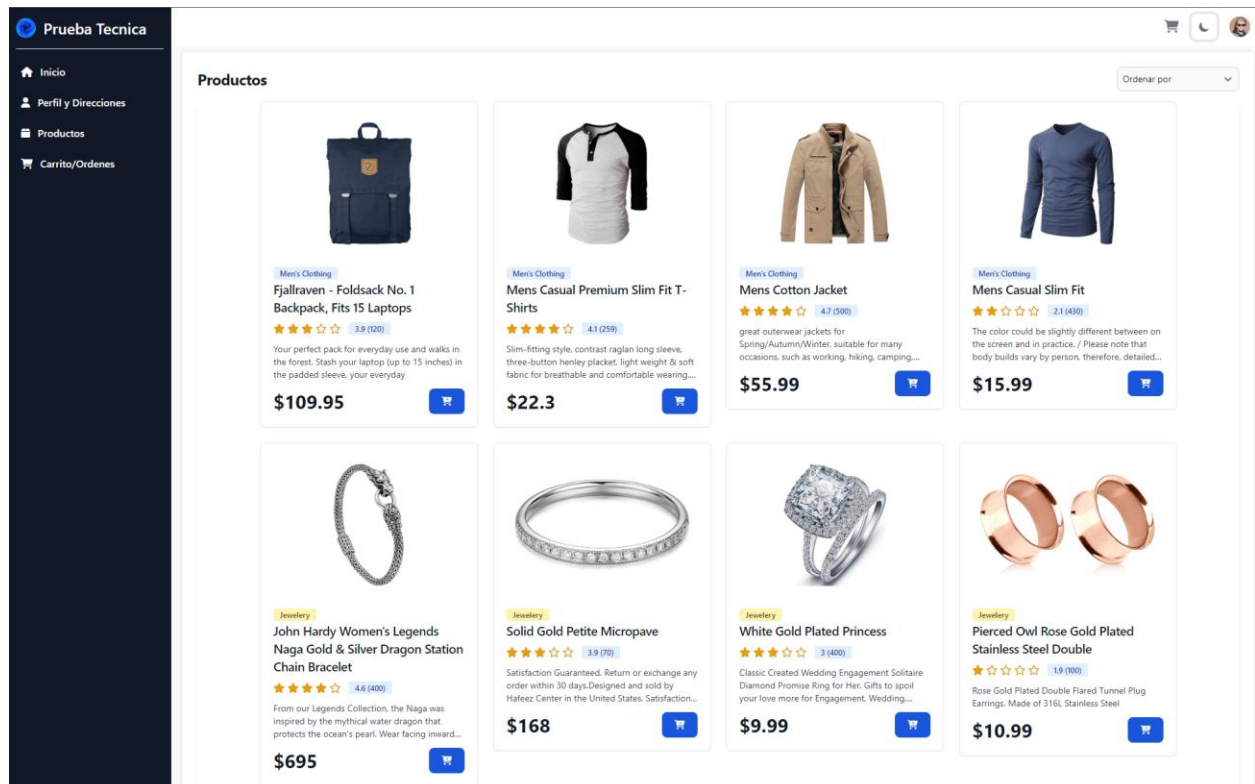 Prueba Tecnica
Inicio
Perfil y Direcciones
Productos
Carrito/Ordenes
Productos
Ordenar por
Men's Clothing
Fjallraven - Foldsack No. 1
Backpack, Fits 15 Laptops
3.9 (120)
Your perfect pack for everyday use and walks in
the forest. Stash your laptop (up to 15 inches) in
the padded sleeve, your everyday
$109.95
Men's Clothing
Mens Casual Premium Slim Fit T-
Shirts
4.1 (259)
Slim-fitting style, contrast raglan long sleeve,
three-button henley placket, light weight & soft
fabric for breathable and comfortable wearing....
$22.3
Men's Clothing
Mens Cotton Jacket
4.7 (500)
great outerwear jackets for
Spring/Autumn/Winter, suitable for many
occasions, such as working, hiking, camping,...
$55.99
Men's Clothing
Mens Casual Slim Fit
2.1 (430)
The color could be slightly different between on
the screen and in practice. / Please note that
body builds vary by person, therefore, detailed...
$15.99
Jewelery
John Hardy Women's Legends
Naga Gold & Silver Dragon Station
Chain Bracelet
4.6 (400)
From our Legends Collection, the Naga was
inspired by the mythical water dragon that
protects the ocean's pearl. Wear facing inward...
$695
Jewelery
Solid Gold Petite Micropave
3.9 (70)
Satisfaction Guaranteed. Return or exchange any
order within 30 days.Designed and sold by
Hafeez Center in the United States. Satisfaction...
$168
Jewelery
White Gold Plated Princess
3 (400)
Classic Created Wedding Engagement Solitaire
Diamond Promise Ring for Her. Gifts to spoil
your love more for Engagement, Wedding,...
$9.99
Jewelery
Pierced Owl Rose Gold Plated
Stainless Steel Double
1.9 (100)
Rose Gold Plated Double Flared Tunnel Plug
Earrings. Made of 316L Stainless Steel
$10.99